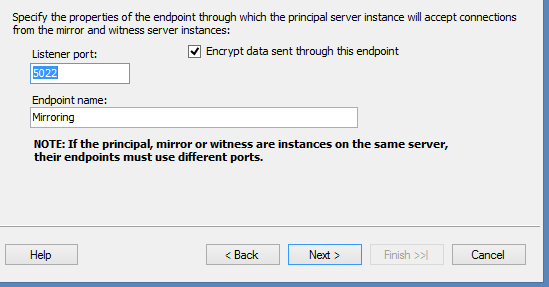 Specify the properties of the endpoint through which the principal server instance will accept connections
from the mirror and witness server instances:
Listener port:
Encrypt data sent through this endpoint
5022
Endpoint name:
Mirroring
NOTE: If the principal, mirror or witness are instances on the same server,
their endpoints must use different ports.
Help
< Back
Next >
Finish >>|
Cancel